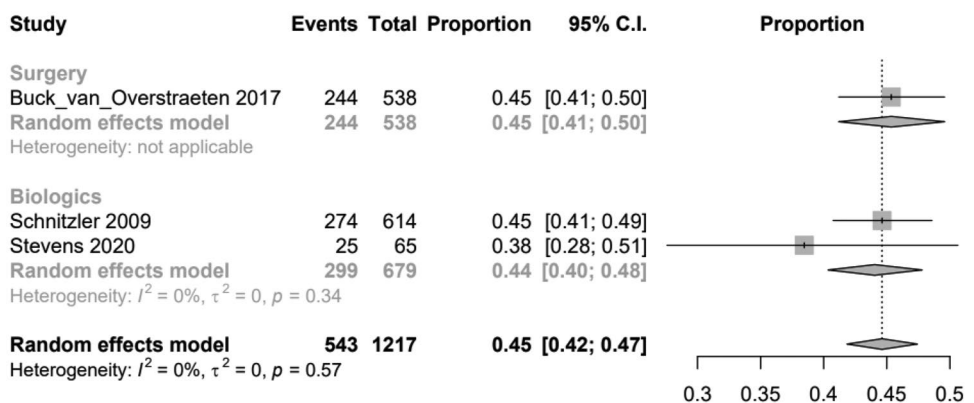 Study Events Total Proportion 95% C.I. Proportion
Surgery
Buck_van_Overstraeten 2017 244 538 0.45 [0.41; 0.50]
Random effects model 244 538 0.45 [0.41; 0.50]
Heterogeneity: not applicable
Biologics
Schnitzler 2009 274 614 0.45 [0.41; 0.49]
Stevens 2020 25 65 0.38 [0.28; 0.51]
Random effects model 299 679 0.44 [0.40; 0.48]
Heterogeneity: I² = 0%, τ² = 0, p = 0.34
Random effects model 543 1217 0.45 [0.42; 0.47]
Heterogeneity: I² = 0%, τ² = 0, p = 0.57
0.3 0.35 0.4 0.45 0.5